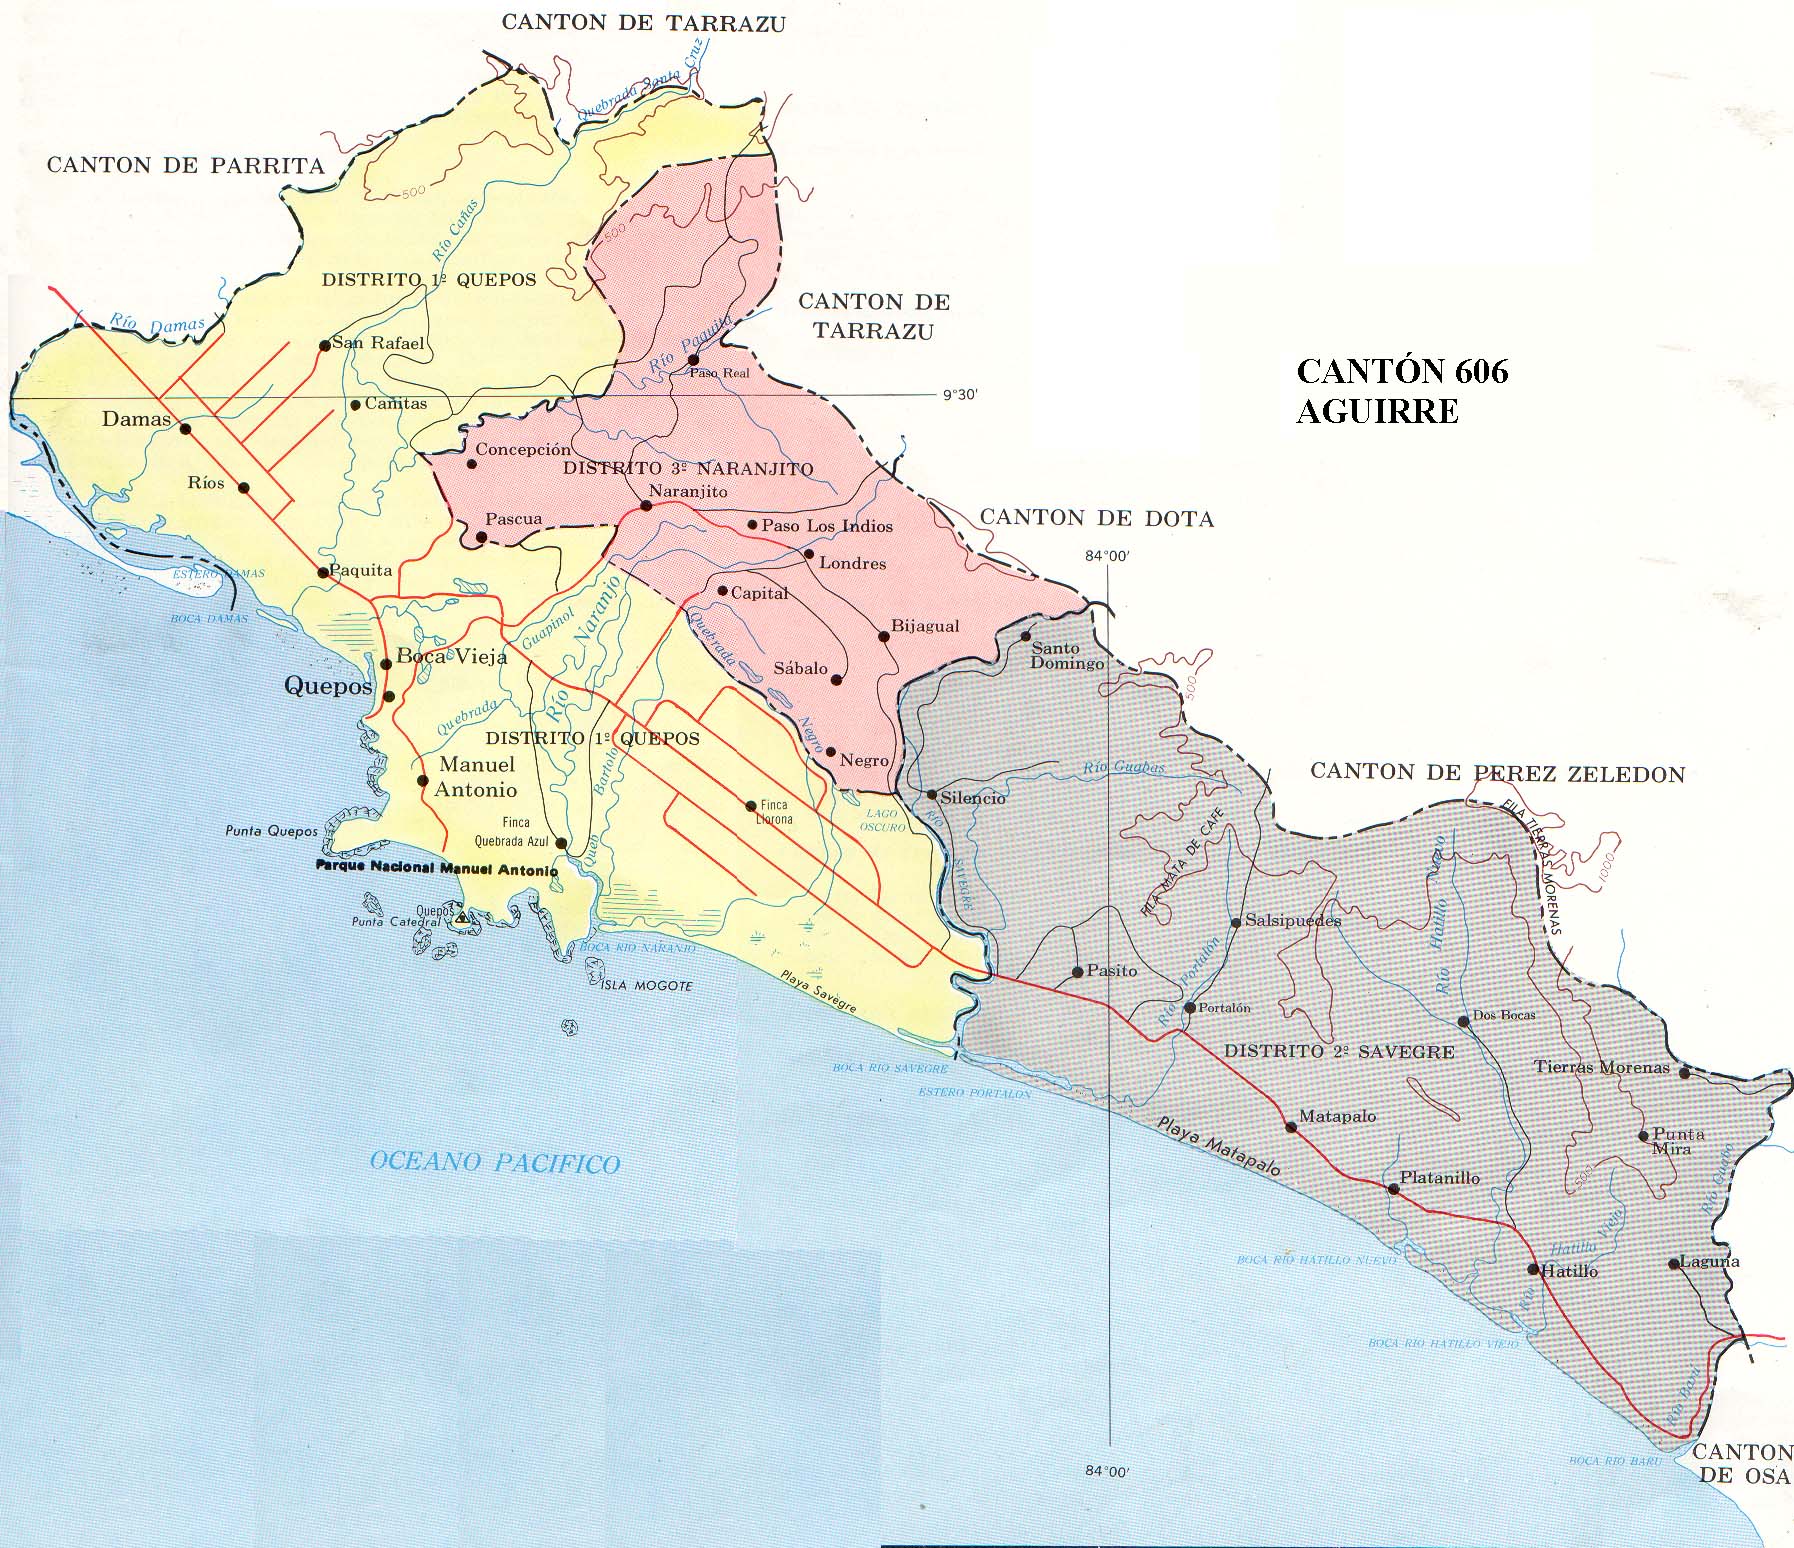 CANTON DE TARRAZU
Quebrada Santa Cruz
CANTON DE PARRITA
500
Río Cañas
500
DISTRITO 1º QUEPOS
CANTON DE
TARRAZU
Río Damas
San Rafael
Río Paquita
Paso Real
CANTÓN 606
AGUIRRE
9°30'
Cañitas
Damas
Concepción
DISTRITO 3º NARANJITO
Ríos
Naranjito
Pascua
Paso Los Indios
CANTON DE DOTA
84°00'
Londres
Paquita
ESTERO DAMAS
Capital
BOCA DAMAS
Guapinol
Río Naranjo
Quebrada
Bijagual
Boca Vieja
Santo
Domingo
Sábalo
Quepos
500
Quebrada
Negro
DISTRITO 1º QUEPOS
Negro
Manuel
Antonio
Bartolo
Río Guabas
CANTON DE PEREZ ZELEDON
Silencio
Finca
Llorona
LAGO
OSCURO
RIO
SAVEGRE
FILA MATA DE CAFE
FILA TIERRAS MORENAS
1000
Punta Quepos
Finca
Quebrada Azul
Queb
Parque Nacional Manuel Antonio
Río Hatillo Nuevo
Quepos
Punta Catedral
Salsipuedes
BOCA RIO NARANJO
ISLA MOGOTE
Playa Savegre
Pasito
Río Portalón
Portalón
Dos Bocas
DISTRITO 2º SAVEGRE
BOCA RIO SAVEGRE
ESTERO PORTALON
Tierras Morenas
Matapalo
Playa Matapalo
Punta
Mira
OCEANO PACIFICO
Platanillo
500
Río Guabo
Hatillo Viejo
BOCA RÍO HATILLO NUEVO
Hatillo
Laguna
Río
BOCA RIO HATILLO VIEJO
Río Barú
84°00'
BOCA RIO BARU
CANTON
DE OSA